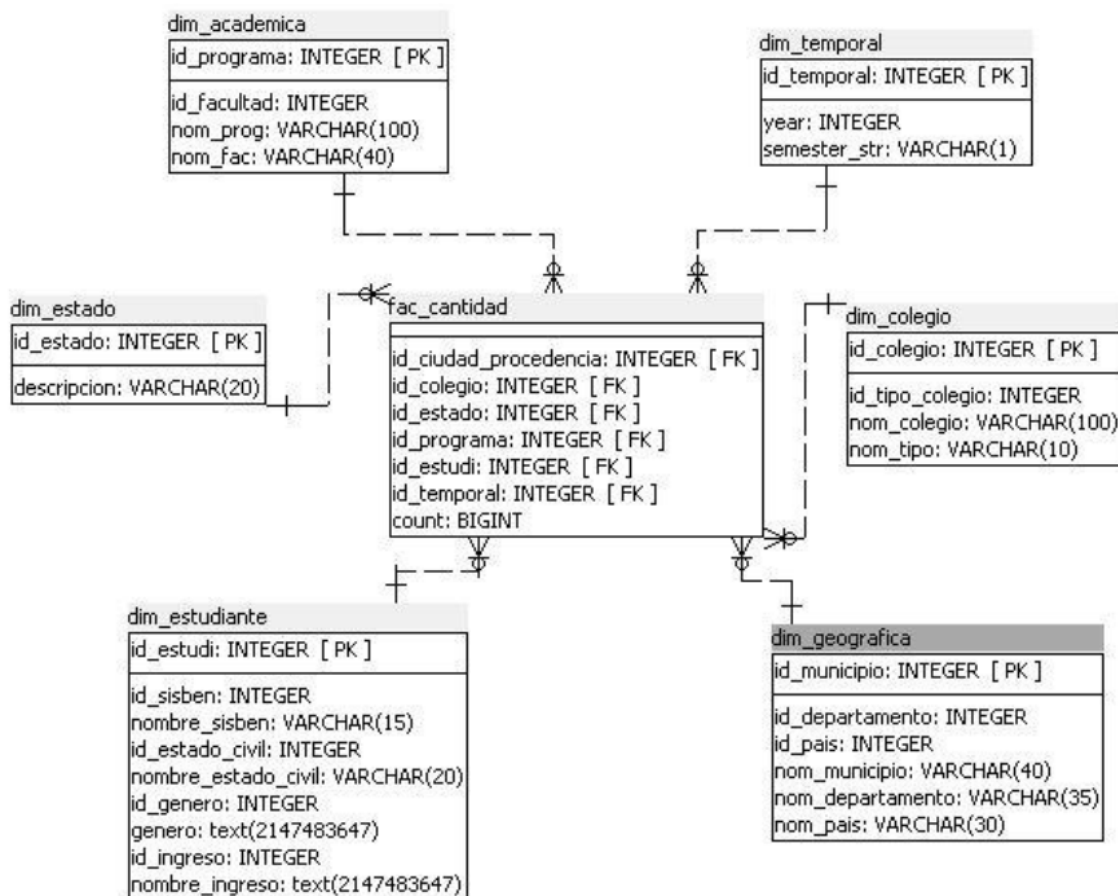 dim_academica
id_programa: INTEGER [ PK ]
id_facultad: INTEGER
nom_prog: VARCHAR(100)
nom_fac: VARCHAR(40)
dim_temporal
id_temporal: INTEGER [ PK ]
year: INTEGER
semester_str: VARCHAR(1)
dim_estado
id_estado: INTEGER [ PK ]
descripcion: VARCHAR(20)
fac_cantidad
id_ciudad_procedencia: INTEGER [ FK ]
id_colegio: INTEGER [ FK ]
id_estado: INTEGER [ FK ]
id_programa: INTEGER [ FK ]
id_estudi: INTEGER [ FK ]
id_temporal: INTEGER [ FK ]
count: BIGINT
dim_colegio
id_colegio: INTEGER [ PK ]
id_tipo_colegio: INTEGER
nom_colegio: VARCHAR(100)
nom_tipo: VARCHAR(10)
dim_estudiante
id_estudi: INTEGER [ PK ]
id_sisben: INTEGER
nombre_sisben: VARCHAR(15)
id_estado_civil: INTEGER
nombre_estado_civil: VARCHAR(20)
id_genero: INTEGER
genero: text(2147483647)
id_ingreso: INTEGER
nombre_ingreso: text(2147483647)
dim_geografica
id_municipio: INTEGER [ PK ]
id_departamento: INTEGER
id_pais: INTEGER
nom_municipio: VARCHAR(40)
nom_departamento: VARCHAR(35)
nom_pais: VARCHAR(30)